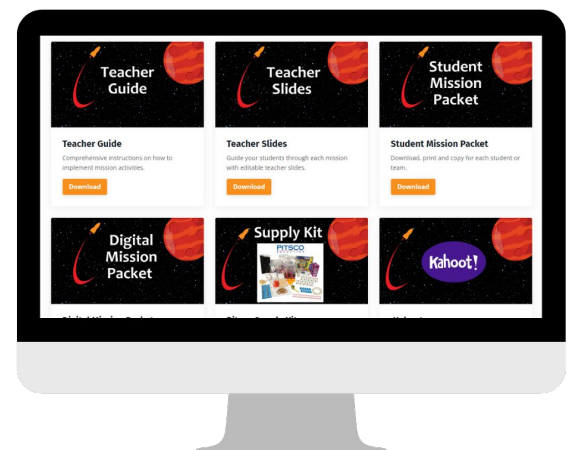 Teacher
Guide
Teacher
Slides
Student
Mission
Packet
Teacher Guide
Comprehensive instructions on how to
implement mission activities.
Download
Teacher Slides
Guide your students through each mission
with editable teacher slides.
Download
Student Mission Packet
Download, print and copy for each student or
team.
Download
Digital
Mission
Packet
Supply Kit
PITSCO
Kahoot!